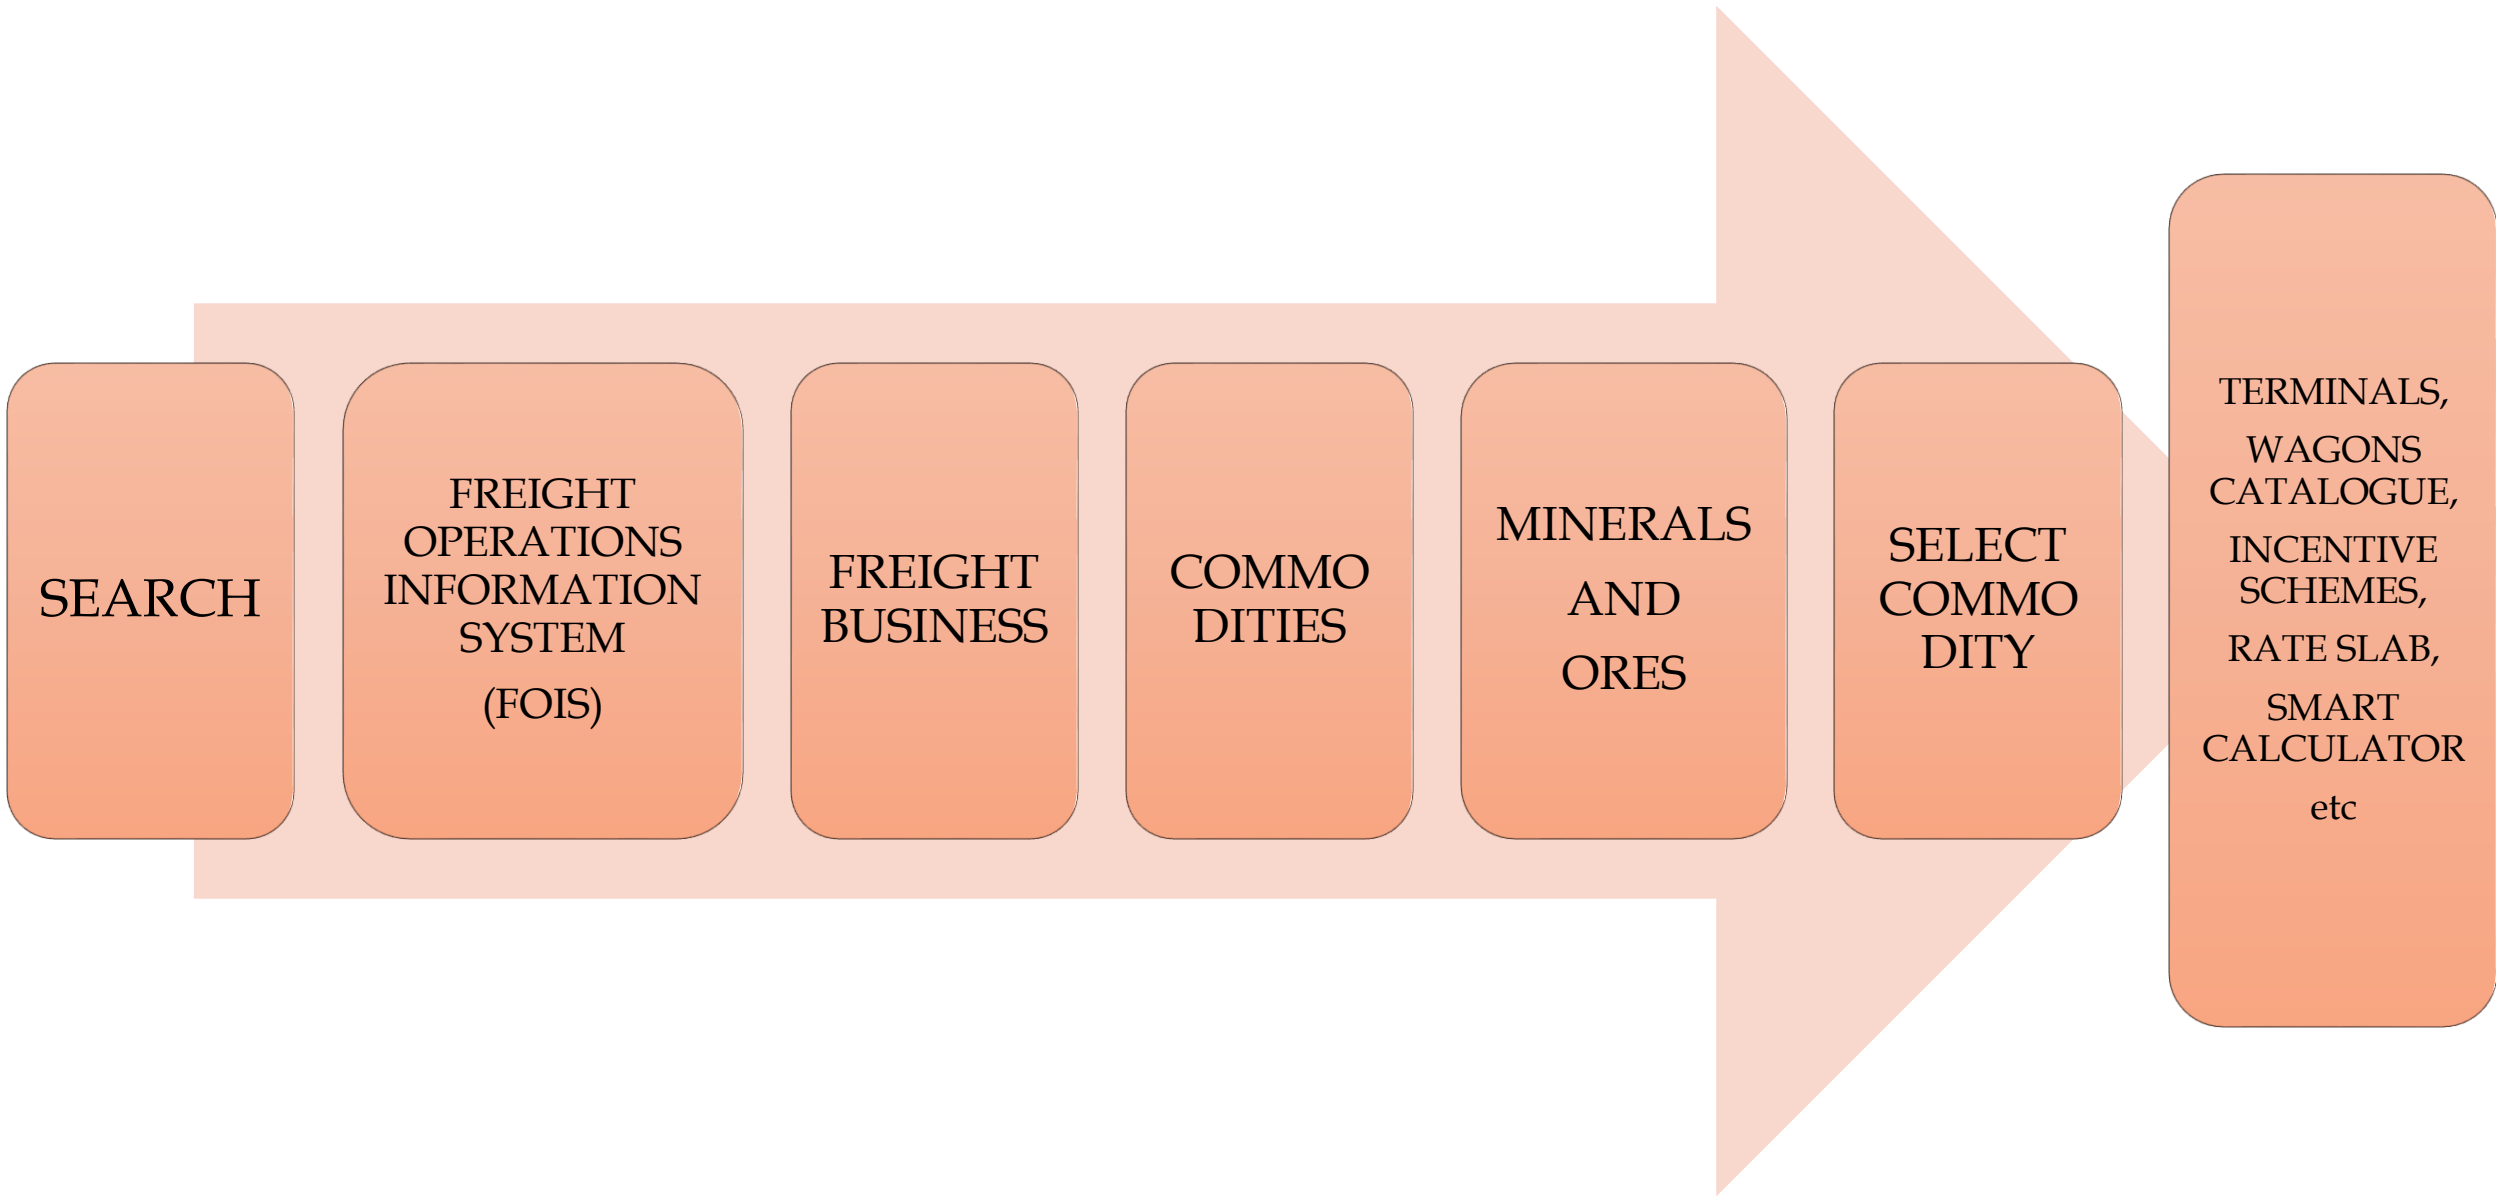 SEARCH
FREIGHT
OPERATIONS
INFORMATION
SYSTEM
(FOIS)
FREIGHT
BUSINESS
COMMO
DITIES
MINERALS
AND
ORES
SELECT
COMMO
DITY
TERMINALS,
WAGONS
CATALOGUE,
INCENTIVE
SCHEMES,
RATE SLAB,
SMART
CALCULATOR
etc